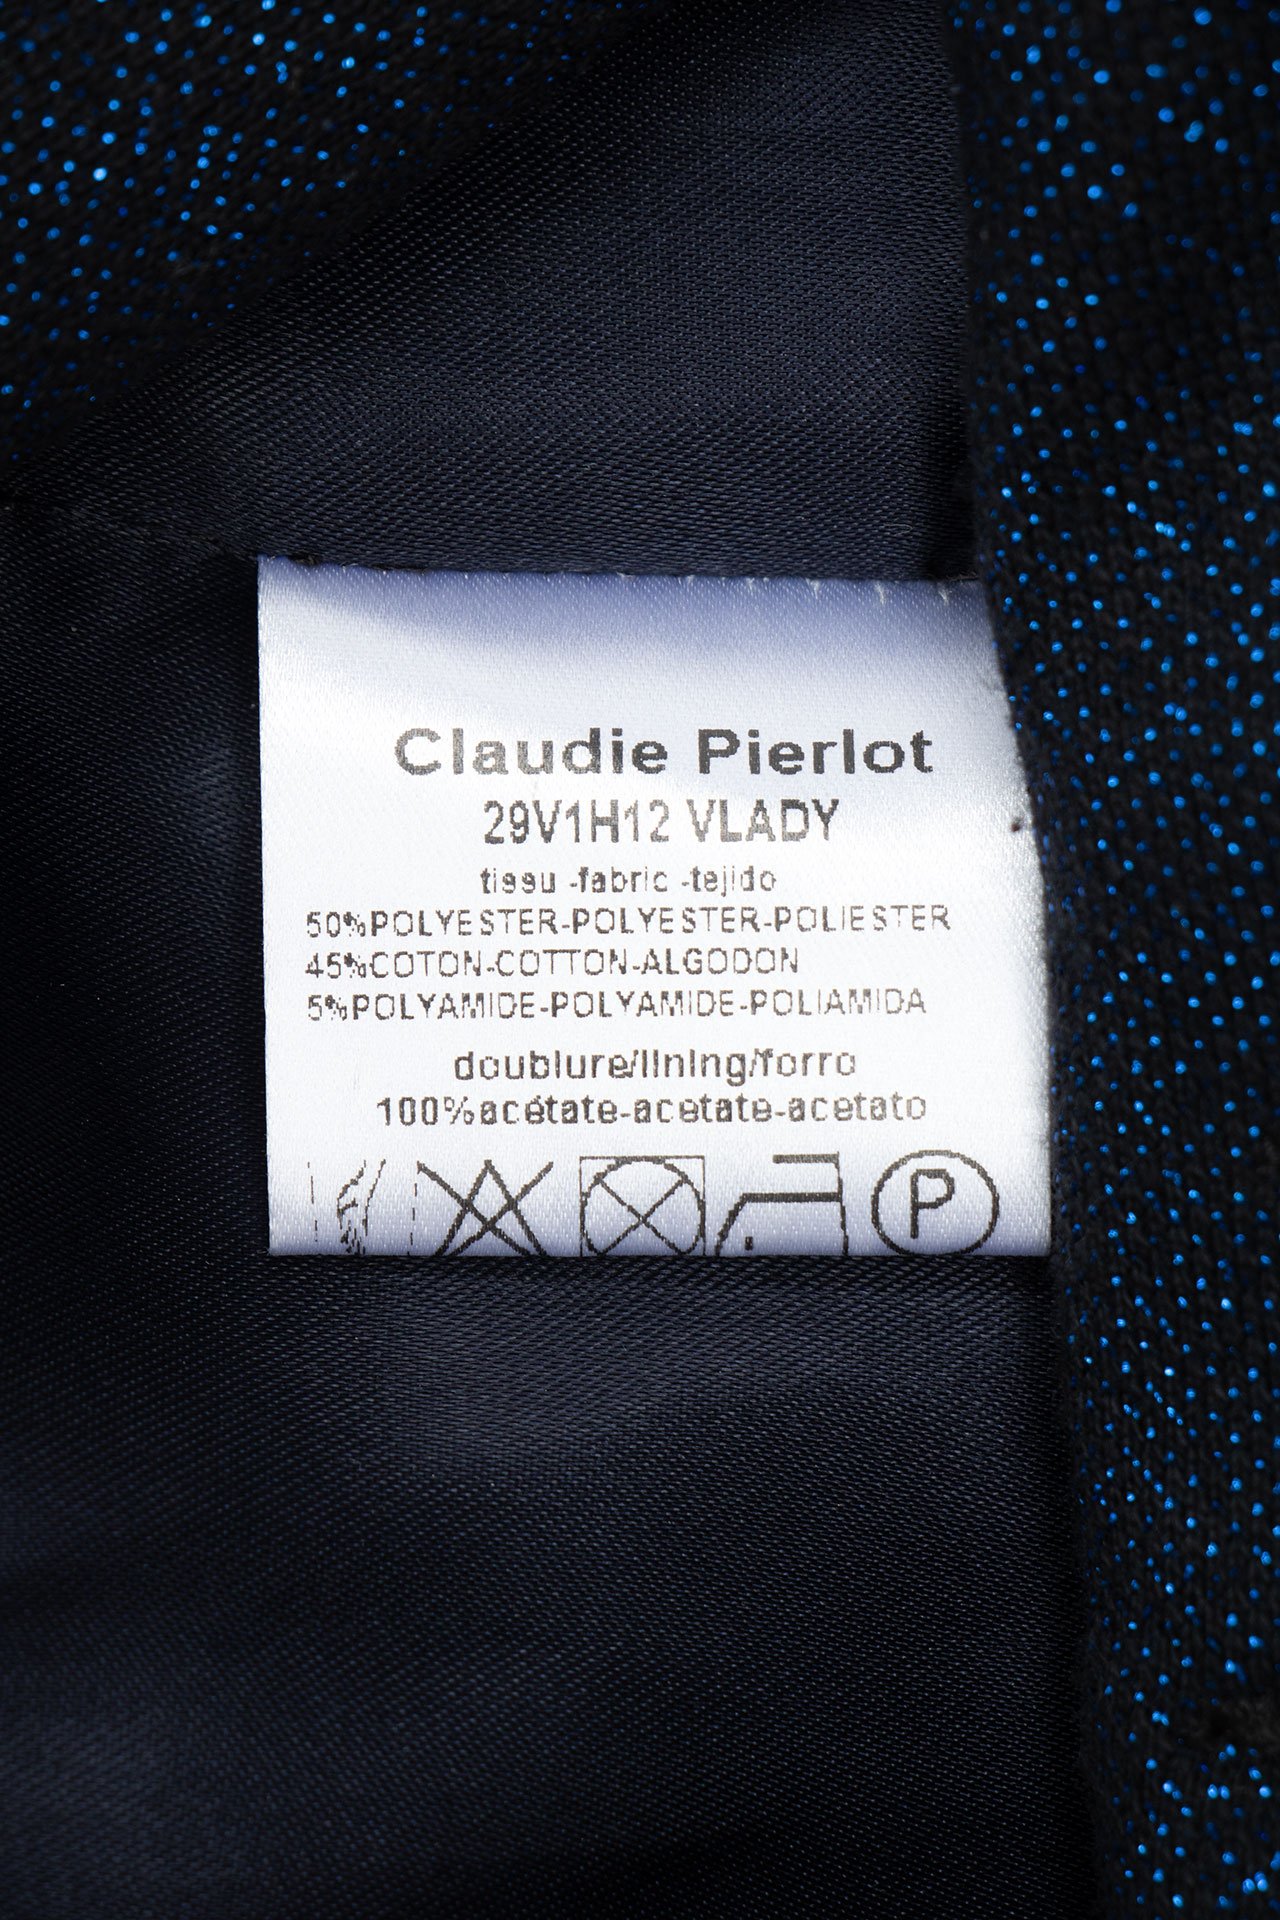 Claudie Pierlot
29V1H12 VLADY
tissu -fabric -tejido
50%POLYESTER-POLYESTER-POLIESTER
45%COTON-COTTON-ALGODON
5%POLYAMIDE-POLYAMIDE-POLIAMIDA
doublure/lining/forro
100%acétate-acetate-acetato
P